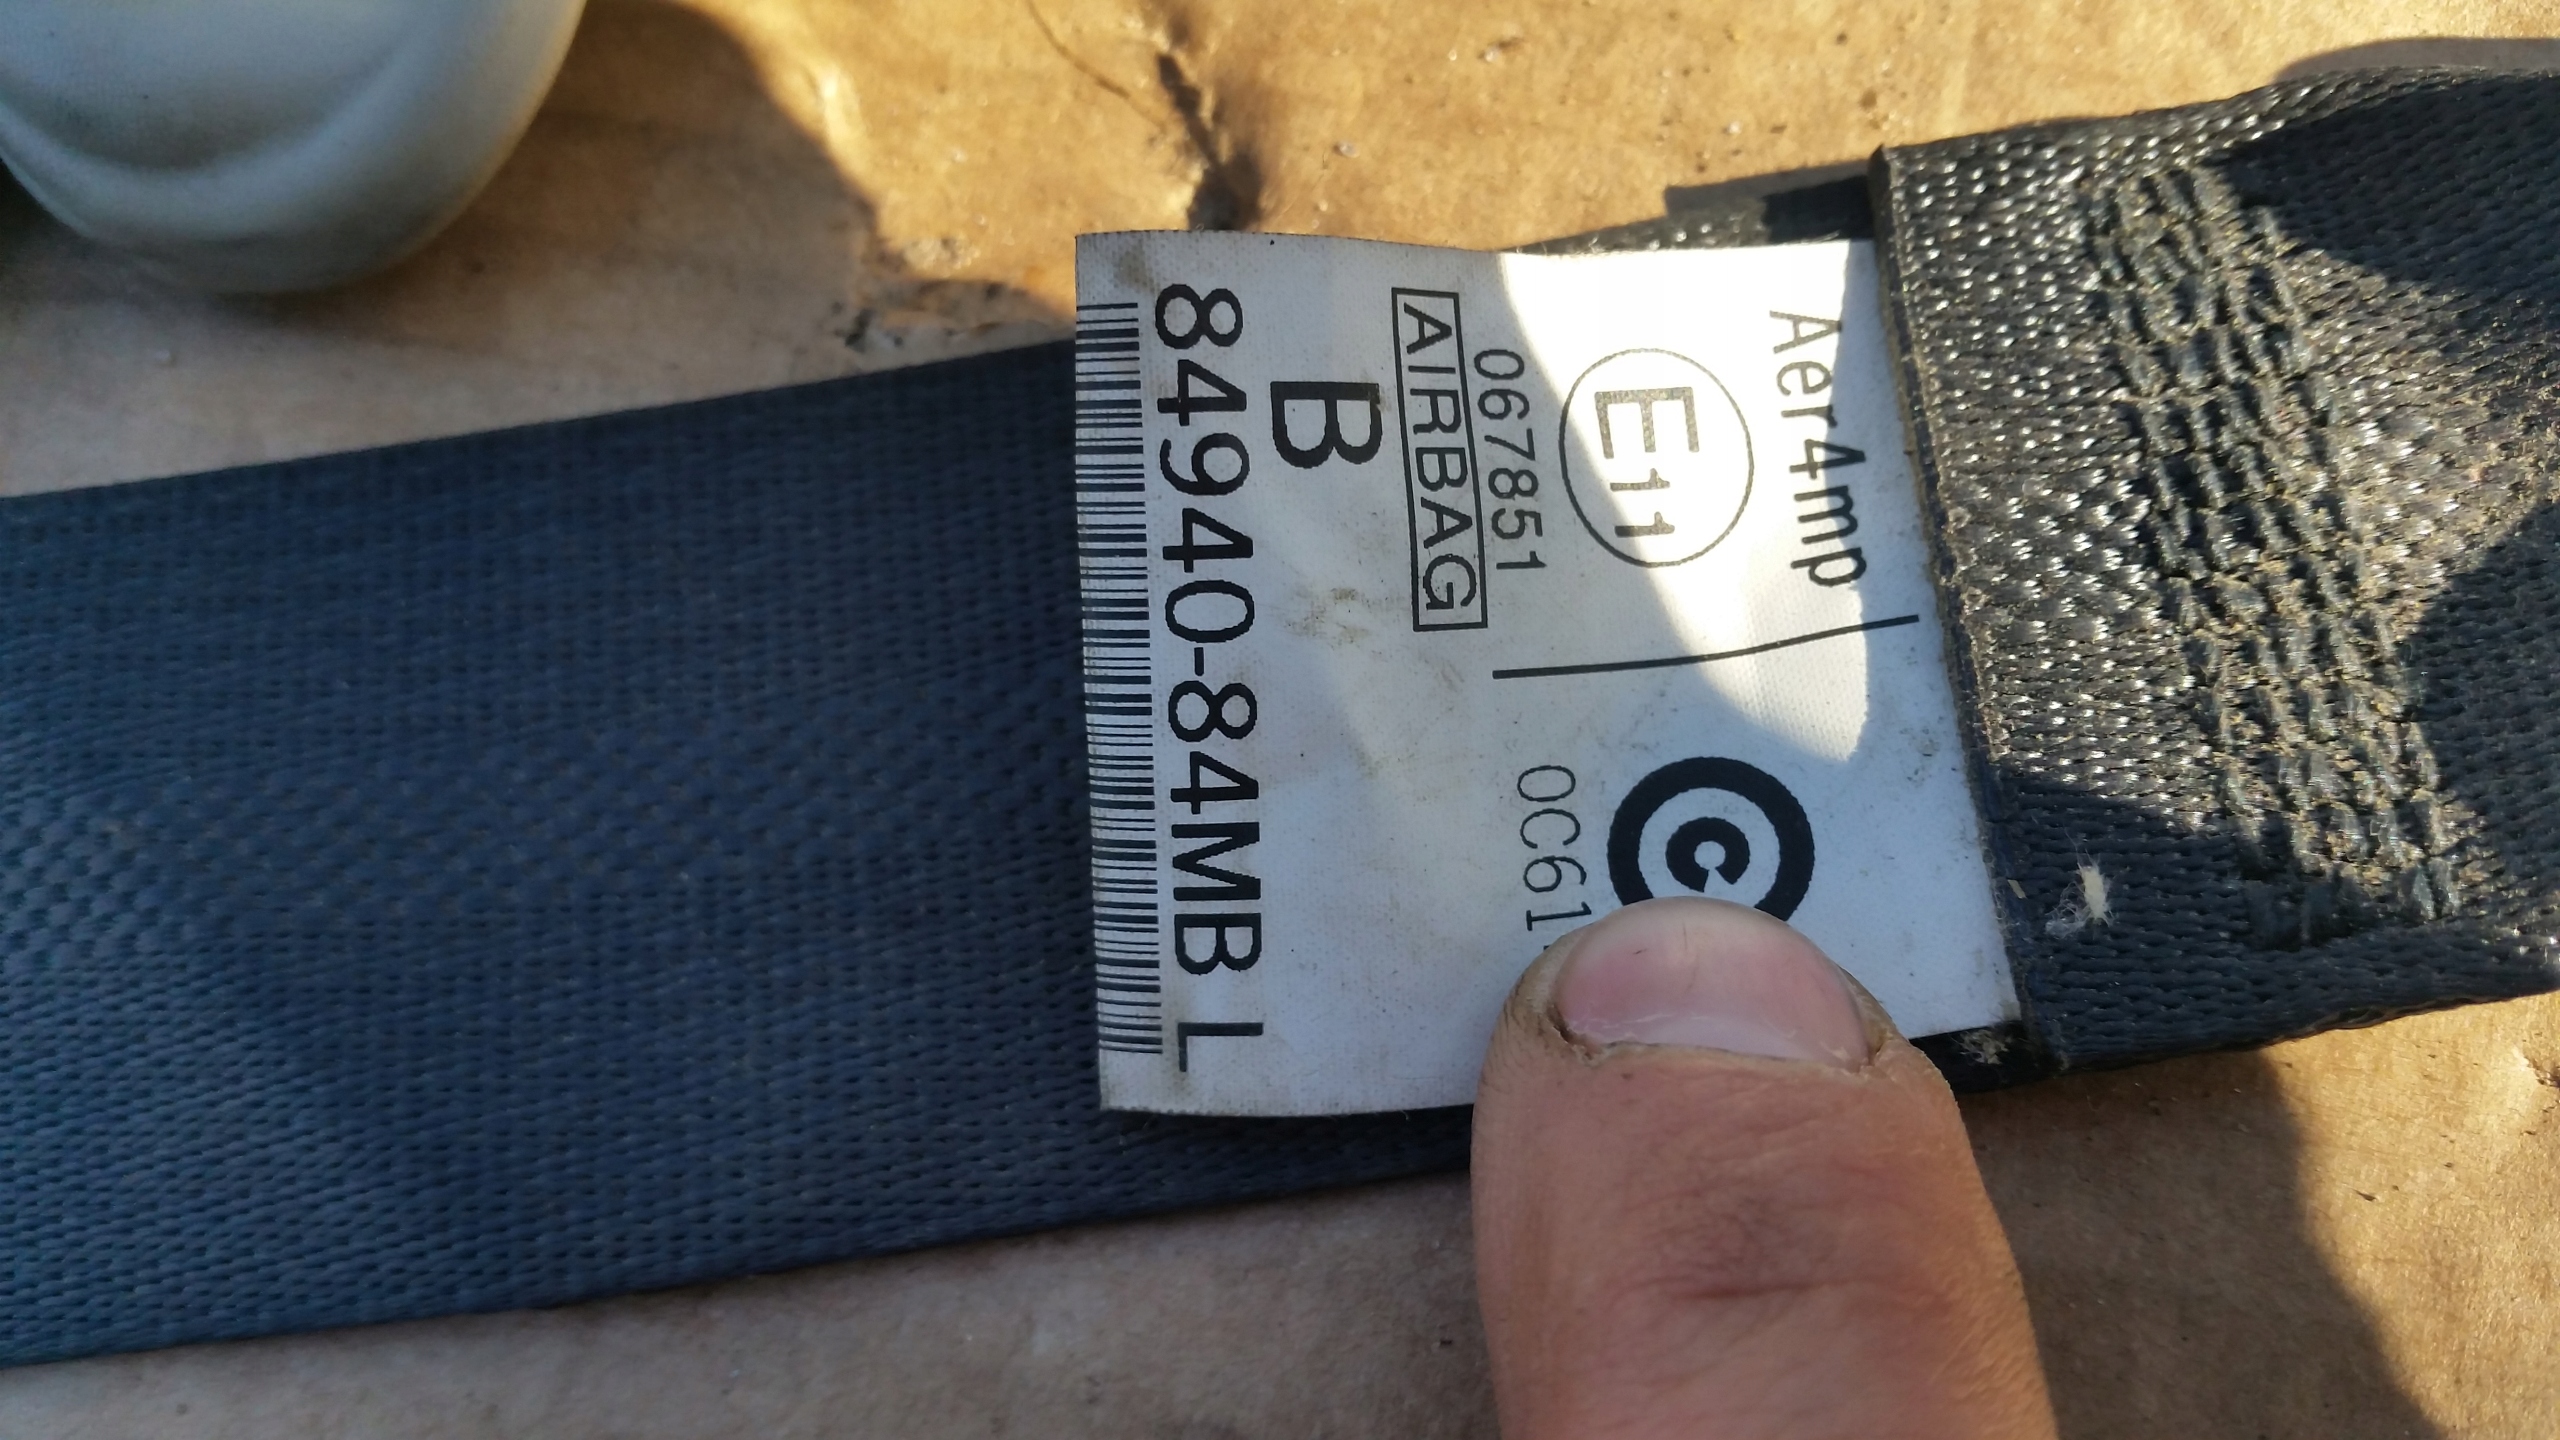 Aer4mp
E11
067851
AIRBAG
C
0C61
B
84940-84MB L